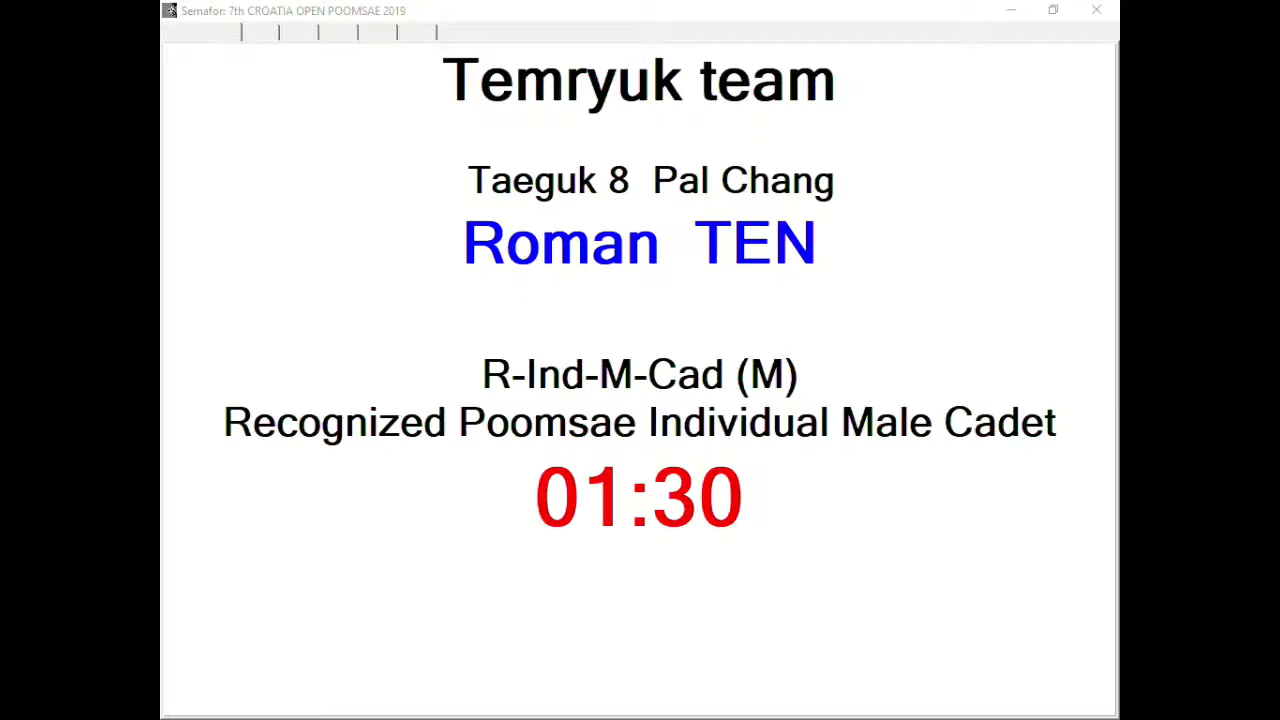 Semafor: 7th CROATIA OPEN POOMSAE 2019
Temryuk team
Taeguk 8 Pal Chang
Roman TEN
R-Ind-M-Cad (M)
Recognized Poomsae Individual Male Cadet
01:30